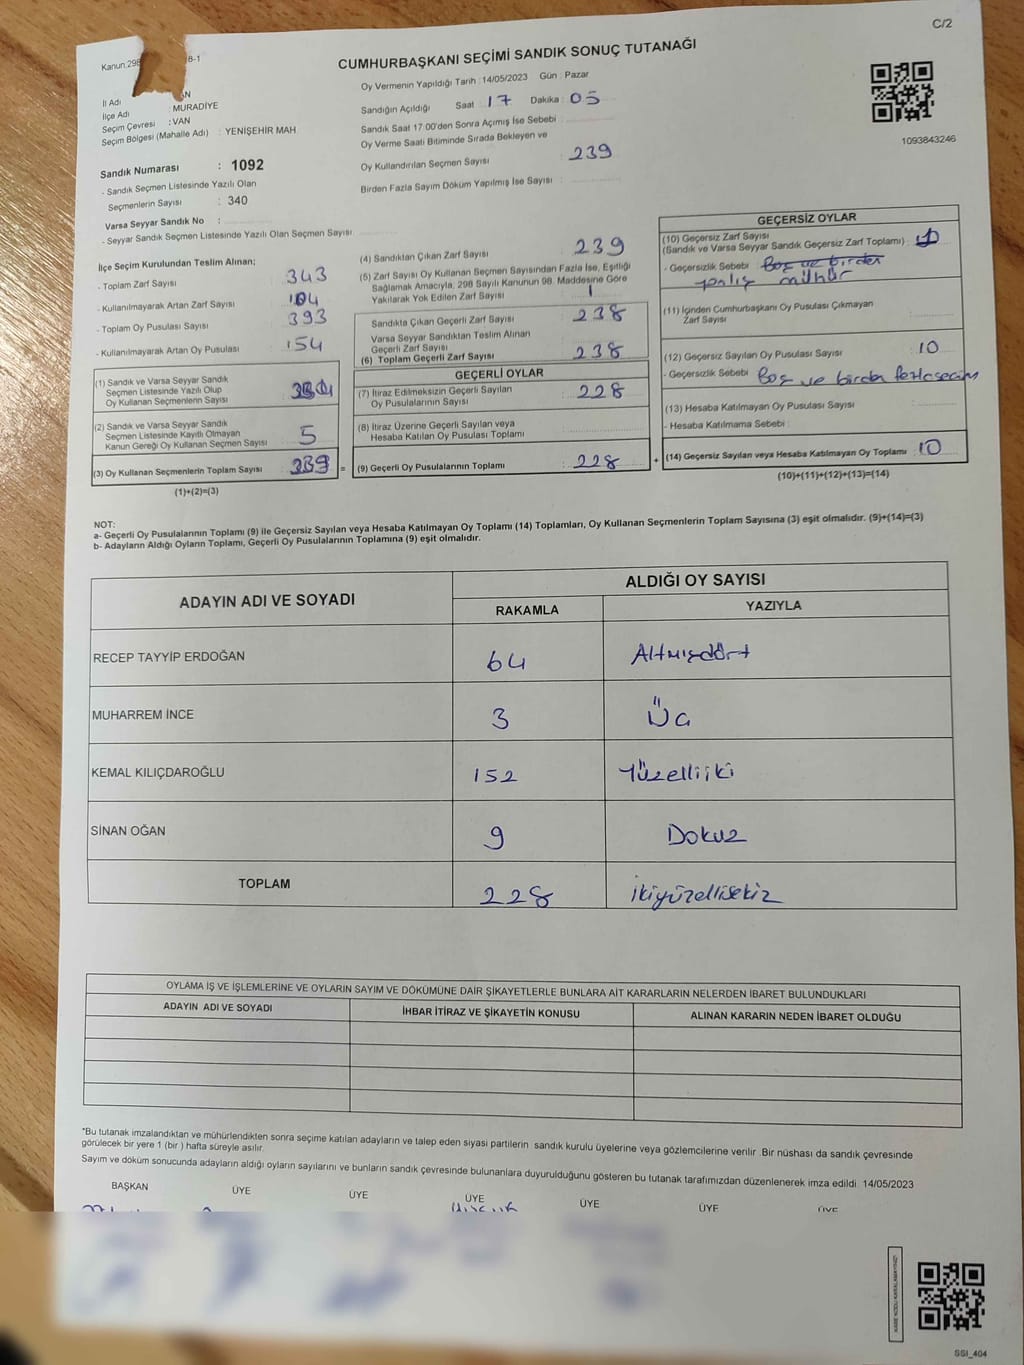 C/2
Kanun.298 8-1
CUMHURBAŞKANI SEÇİMİ SANDIK SONUÇ TUTANAĞI
İl Adı AN
İlçe Adı : MURADİYE
Seçim Çevresi : VAN
Seçim Bölgesi (Mahalle Adı) : YENİŞEHİR MAH
Sandık Numarası : 1092
- Sandık Seçmen Listesinde Yazılı Olan
Seçmenlerin Sayısı : 340
Varsa Seyyar Sandık No :
- Seyyar Sandık Seçmen Listesinde Yazılı Olan Seçmen Sayısı
Oy Vermenin Yapıldığı Tarih : 14/05/2023 Gün : Pazar
Sandığın Açıldığı Saat : 17 Dakika : 05
Sandık Saat 17:00'den Sonra Açımış İse Sebebi :
Oy Verme Saati Bitiminde Sırada Bekleyen ve
Oy Kullandırılan Seçmen Sayısı : 239
Birden Fazla Sayım Döküm Yapılmış İse Sayısı :
1093843246
İlçe Seçim Kurulundan Teslim Alınan;
- Toplam Zarf Sayısı : 343
- Kullanılmayarak Artan Zarf Sayısı : 104
- Toplam Oy Pusulası Sayısı : 393
- Kullanılmayarak Artan Oy Pusulası : 154
(1) Sandık ve Varsa Seyyar Sandık
Seçmen Listesinde Yazılı Olup
Oy Kullanan Seçmenlerin Sayısı
(2) Sandık ve Varsa Seyyar Sandık
Seçmen Listesinde Kayıtlı Olmayan
Kanun Gereği Oy Kullanan Seçmen Sayısı : 5
(3) Oy Kullanan Seçmenlerin Toplam Sayısı : 239 =
(1)+(2)=(3)
(4) Sandıktan Çıkan Zarf Sayısı : 239
(5) Zarf Sayısı Oy Kullanan Seçmen Sayısından Fazla İse, Eşitliği
Sağlamak Amacıyla, 298 Sayılı Kanunun 98. Maddesine Göre
Yakılarak Yok Edilen Zarf Sayısı : 1
Sandıkta Çıkan Geçerli Zarf Sayısı : 238
Varsa Seyyar Sandıktan Teslim Alınan
Geçerli Zarf Sayısı
(6) Toplam Geçerli Zarf Sayısı : 238
GEÇERLİ OYLAR
(7) İtiraz Edilmeksizin Geçerli Sayılan
Oy Pusulalarının Sayısı : 228
(8) İtiraz Üzerine Geçerli Sayılan veya
Hesaba Katılan Oy Pusulası Toplamı
(9) Geçerli Oy Pusulalarının Toplamı : 228 +
GEÇERSİZ OYLAR
(10) Geçersiz Zarf Sayısı
(Sandık ve Varsa Seyyar Sandık Geçersiz Zarf Toplamı) :
- Geçersizlik Sebebi : Boş ve birden
yanlış mühür
(11) İçinden Cumhurbaşkanı Oy Pusulası Çıkmayan
Zarf Sayısı
(12) Geçersiz Sayılan Oy Pusulası Sayısı : 10
- Geçersizlik Sebebi : Boş ve birden fazla seçim
(13) Hesaba Katılmayan Oy Pusulası Sayısı :
- Hesaba Katılmama Sebebi :
(14) Geçersiz Sayılan veya Hesaba Katılmayan Oy Toplamı : 10
(10)+(11)+(12)+(13)=(14)
NOT:
a- Geçerli Oy Pusulalarının Toplamı (9) ile Geçersiz Sayılan veya Hesaba Katılmayan Oy Toplamı (14) Toplamları, Oy Kullanan Seçmenlerin Toplam Sayısına (3) eşit olmalıdır. (9)+(14)=(3)
b- Adayların Aldığı Oyların Toplamı, Geçerli Oy Pusulalarının Toplamına (9) eşit olmalıdır.
ADAYIN ADI VE SOYADI ALDIĞI OY SAYISI
RAKAMLA YAZIYLA
RECEP TAYYİP ERDOĞAN 64 Altmışdört
MUHARREM İNCE 3 Üç
KEMAL KILIÇDAROĞLU 152 Yüzelliiki
SİNAN OĞAN 9 Dokuz
TOPLAM 228 İkiyüzellisekiz
OYLAMA İŞ VE İŞLEMLERİNE VE OYLARIN SAYIM VE DÖKÜMÜNE DAİR ŞİKAYETLERLE BUNLARA AİT KARARLARIN NELERDEN İBARET BULUNDUKLARI
ADAYIN ADI VE SOYADI İHBAR İTİRAZ VE ŞİKAYETİN KONUSU ALINAN KARARIN NEDEN İBARET OLDUĞU
*Bu tutanak imzalandıktan ve mühürlendikten sonra seçime katılan adayların ve talep eden siyasi partilerin sandık kurulu üyelerine veya gözlemcilerine verilir .Bir nüshası da sandık çevresinde
görülecek bir yere 1 (bir ) hafta süreyle asılır.
Sayım ve döküm sonucunda adayların aldığı oyların sayılarını ve bunların sandık çevresinde bulunanlara duyurulduğunu gösteren bu tutanak tarafımızdan düzenlenerek imza edildi. 14/05/2023
BAŞKAN ÜYE ÜYE ÜYE ÜYE ÜYE ÜYE
SSI_404